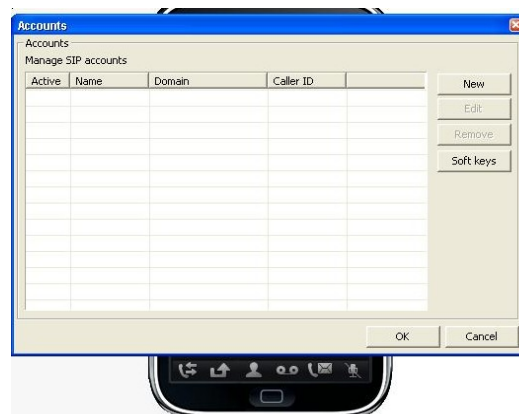 Accounts
Accounts
Manage SIP accounts
Active Name Domain Caller ID
New
Edit
Remove
Soft keys
OK Cancel